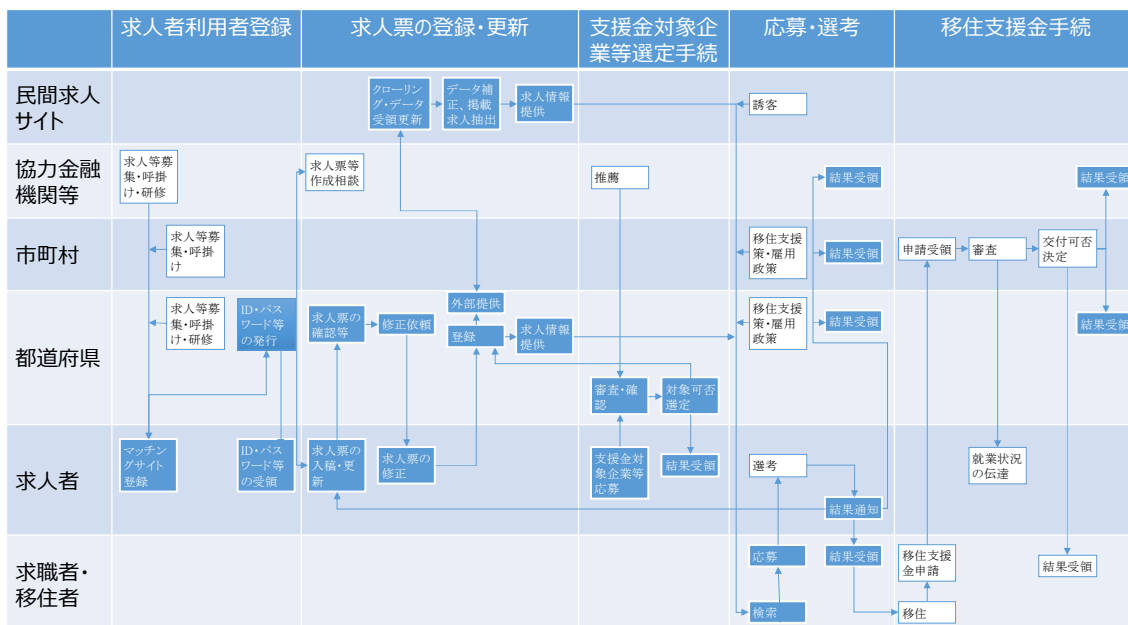 求人者利用者登録
求人票の登録・更新
支援金対象企
業等選定手続
応募・選考
移住支援金手続
民間求人
サイト
クローリン
グ・データ
受領更新
データ補
正、掲載
求人抽出
求人情報
提供
誘客
協力金融
機関等
求人等募
集・呼掛
け・研修
求人票等
作成相談
推薦
結果受領
結果受領
市町村
求人等募
集・呼掛
け
移住支援
策・雇用
政策
結果受領
申請受領
審査
交付可否
決定
都道府県
求人等募
集・呼掛
け・研修
ID・パス
ワード等
の発行
求人票の
確認等
修正依頼
外部提供
登録
求人情報
提供
審査・確
認
対象可否
選定
移住支援
策・雇用
政策
結果受領
結果受領
求人者
マッチン
グサイト
登録
ID・パス
ワード等
の受領
求人票の
入稿・更
新
求人票の
修正
支援金対
象企業等
応募
結果受領
選考
結果通知
就業状況
の伝達
求職者・
移住者
応募
検索
結果受領
移住支援
金申請
移住
結果受領